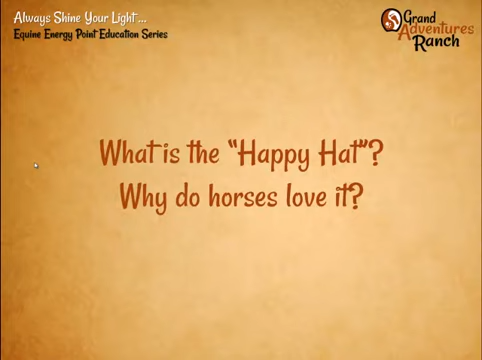 Always Shine Your Light...
Equine Energy Point Education Series
Grand
Adventures
Ranch
What is the "Happy Hat"?
Why do horses love it?